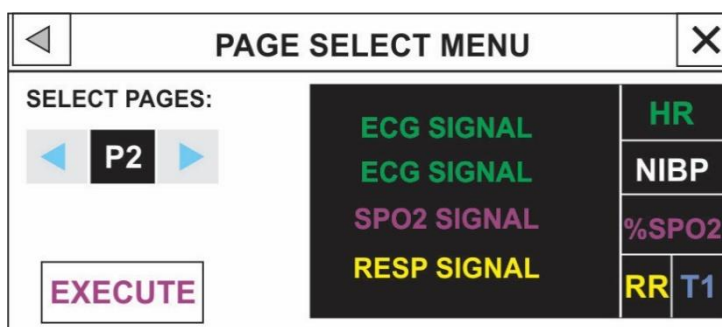 PAGE SELECT MENU
X
SELECT PAGES:
P2
EXECUTE
ECG SIGNAL
ECG SIGNAL
SPO2 SIGNAL
RESP SIGNAL
HR
NIBP
%SPO2
RR T1